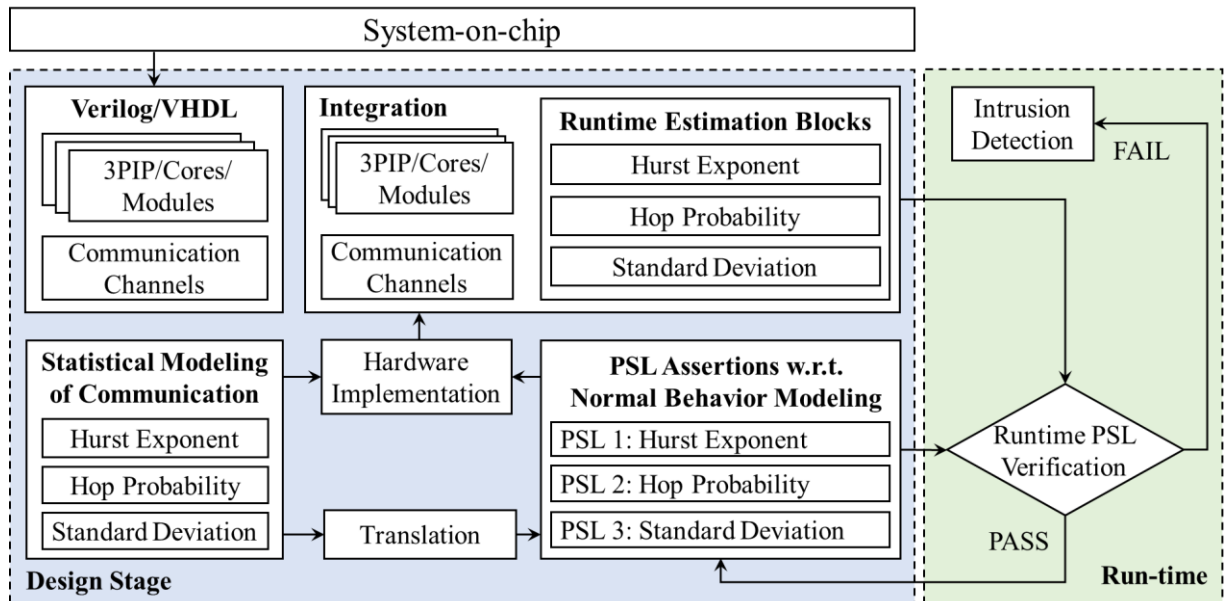 System-on-chip
Verilog/VHDL
3PIP/Cores/
Modules
Communication
Channels
Integration
3PIP/Cores/
Modules
Communication
Channels
Runtime Estimation Blocks
Hurst Exponent
Hop Probability
Standard Deviation
Intrusion
Detection
FAIL
Statistical Modeling
of Communication
Hurst Exponent
Hop Probability
Standard Deviation
Hardware
Implementation
Translation
PSL Assertions w.r.t.
Normal Behavior Modeling
PSL 1: Hurst Exponent
PSL 2: Hop Probability
PSL 3: Standard Deviation
Runtime PSL
Verification
PASS
Design Stage
Run-time